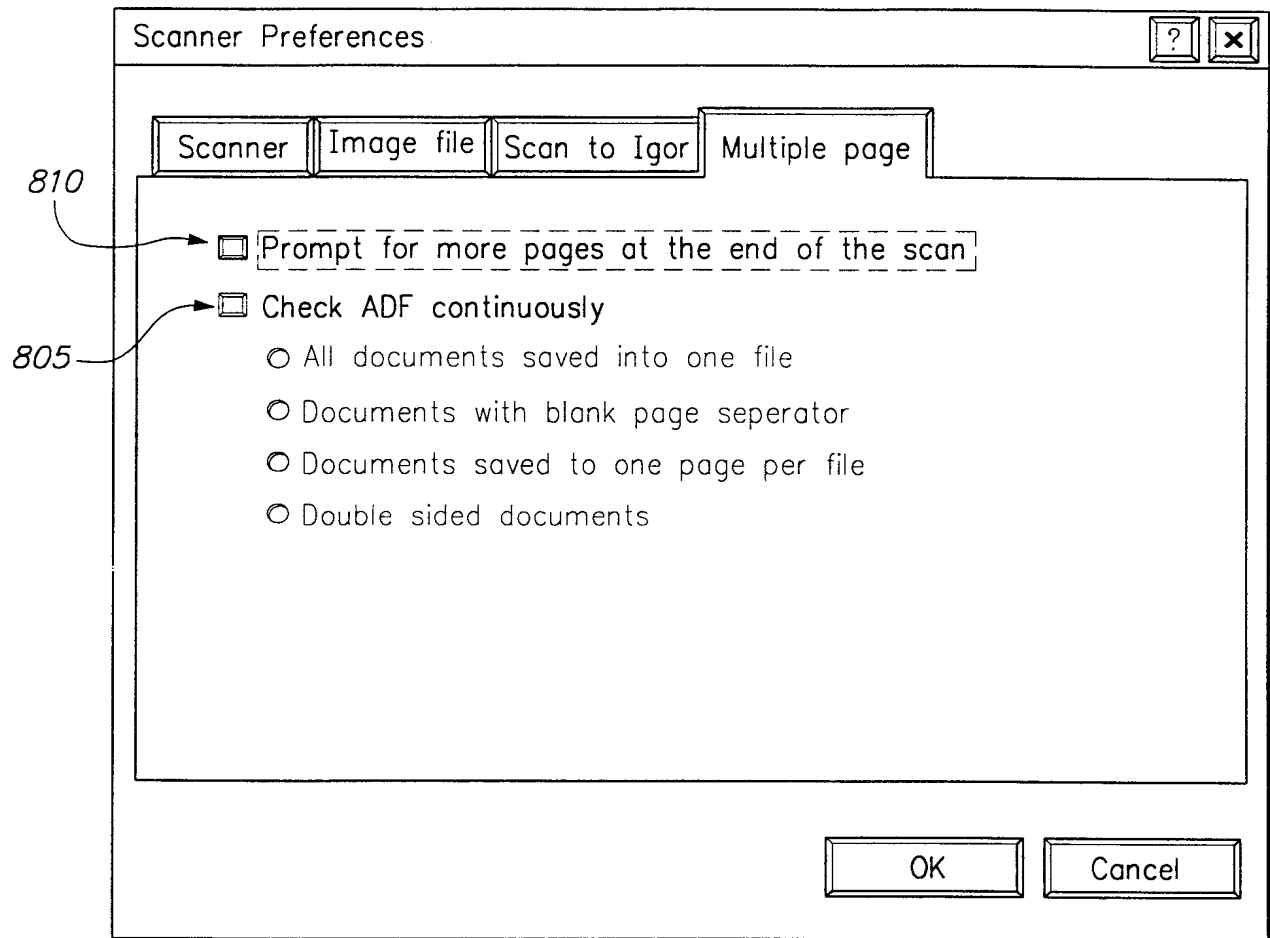 Scanner Preferences
?
×
Scanner
Image file
Scan to Igor
Multiple page
810
Prompt for more pages at the end of the scan
805
Check ADF continuously
All documents saved into one file
Documents with blank page seperator
Documents saved to one page per file
Double sided documents
OK
Cancel